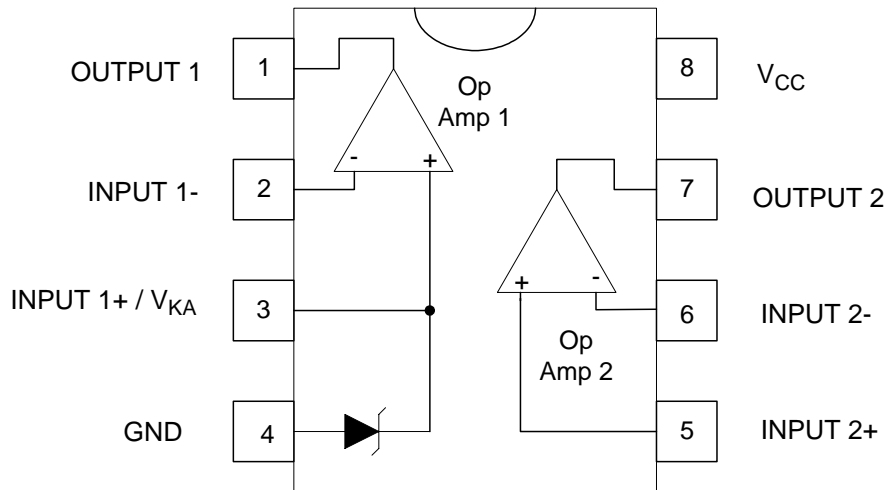 OUTPUT 1
1
Op
Amp 1
8
VCC
-
+
INPUT 1-
2
7
OUTPUT 2
INPUT 1+ / VKA
3
+
-
6
INPUT 2-
Op
Amp 2
GND
4
5
INPUT 2+